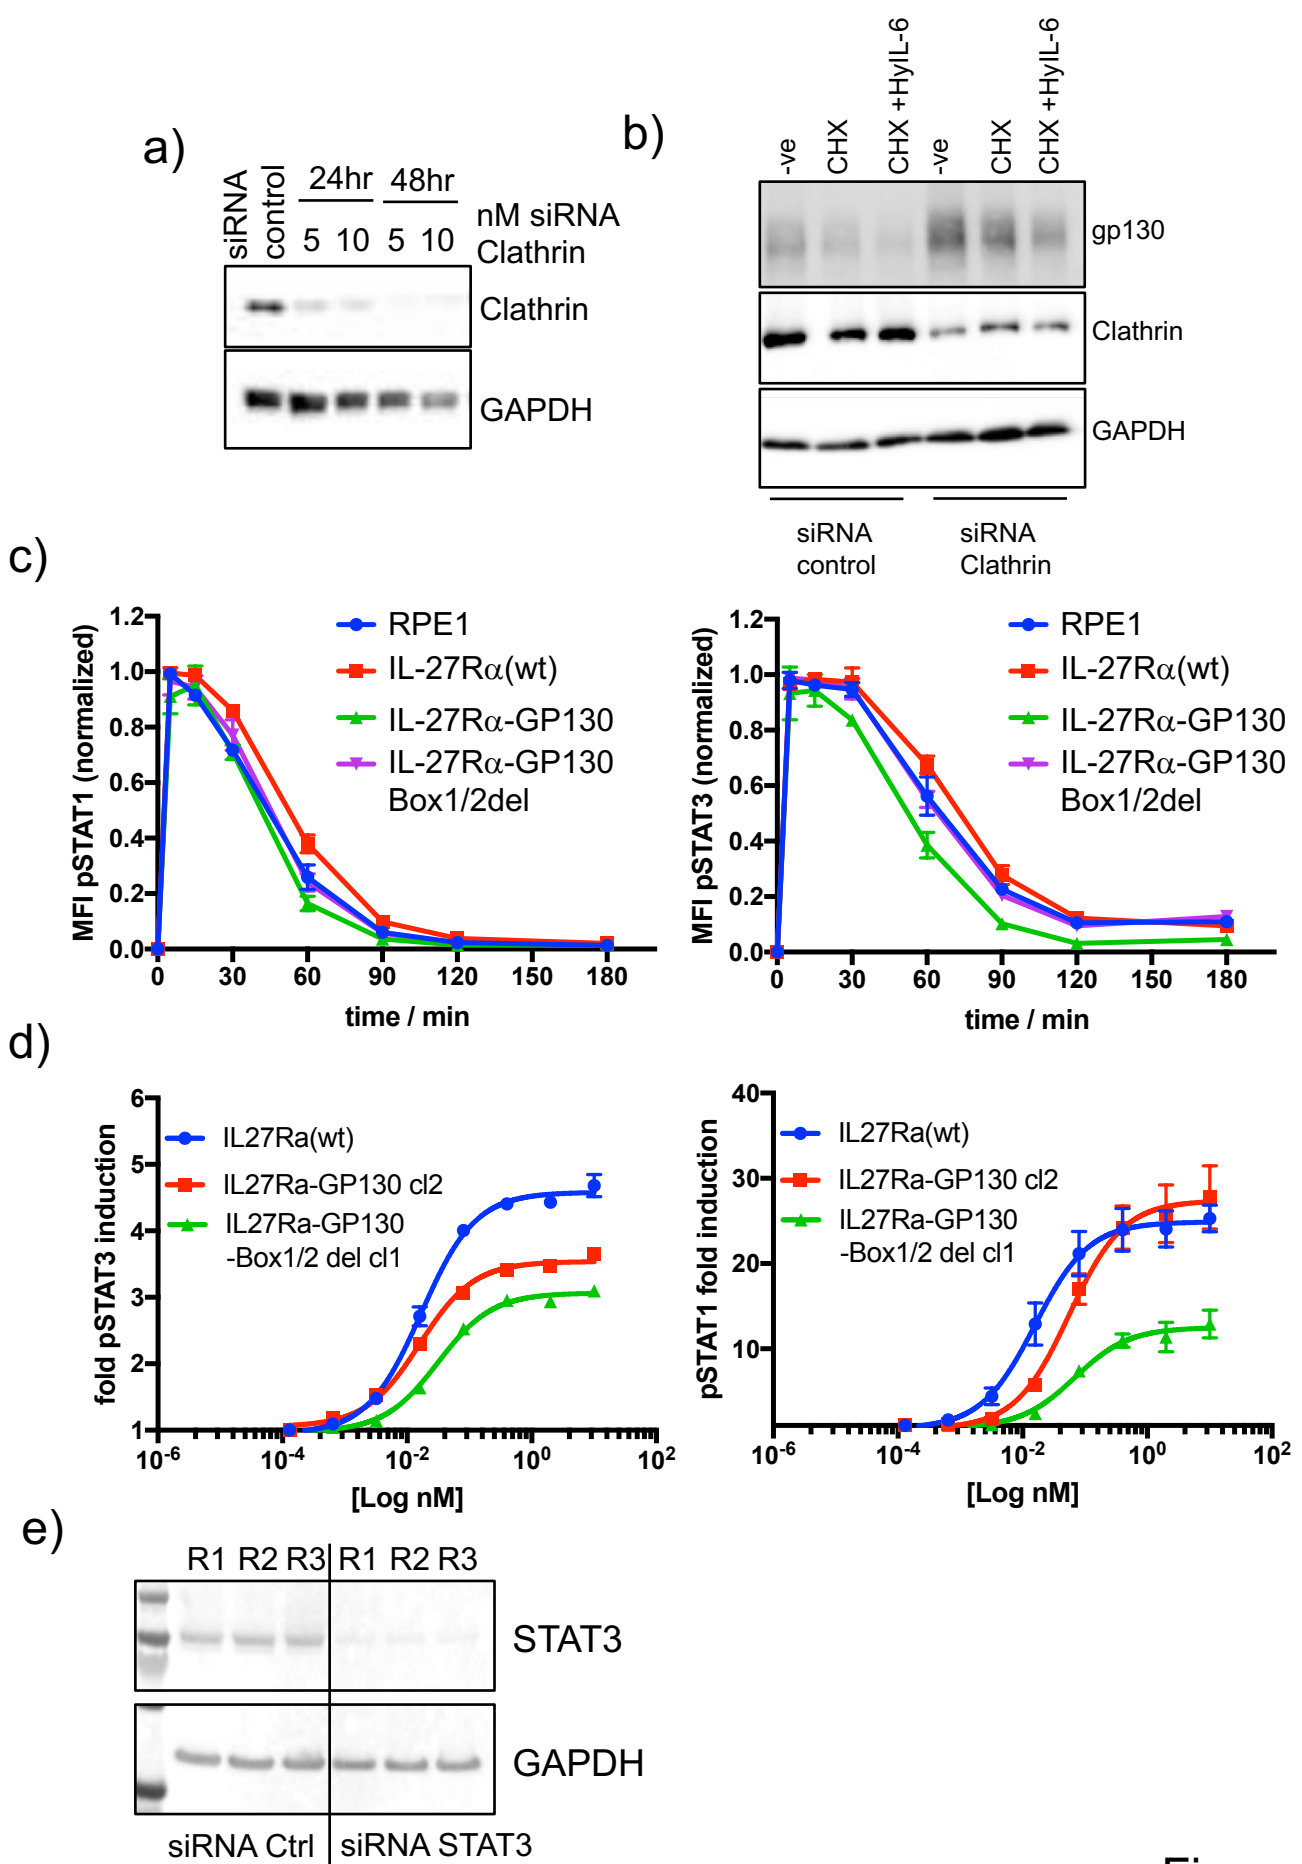 a)
siRNA
control
24hr
48hr
5 10 5 10
nM siRNA
Clathrin
Clathrin
GAPDH
b)
-ve
CHX
CHX +HyIL-6
-ve
CHX
CHX +HyIL-6
gp130
Clathrin
GAPDH
siRNA
control
siRNA
Clathrin
c)
MFI pSTAT1 (normalized)
1.2
1.0
0.8
0.6
0.4
0.2
0.0
0 30 60 90 120 150 180
time / min
RPE1
IL-27Rα(wt)
IL-27Rα-GP130
IL-27Rα-GP130
Box1/2del
MFI pSTAT3 (normalized)
1.2
1.0
0.8
0.6
0.4
0.2
0.0
0 30 60 90 120 150 180
time / min
RPE1
IL-27Rα(wt)
IL-27Rα-GP130
IL-27Rα-GP130
Box1/2del
d)
fold pSTAT3 induction
6
5
4
3
2
1
10-6 10-4 10-2 100 102
[Log nM]
IL27Ra(wt)
IL27Ra-GP130 cl2
IL27Ra-GP130
-Box1/2 del cl1
pSTAT1 fold induction
40
30
20
10
10-6 10-4 10-2 100 102
[Log nM]
IL27Ra(wt)
IL27Ra-GP130 cl2
IL27Ra-GP130
-Box1/2 del cl1
e)
R1 R2 R3 R1 R2 R3
STAT3
GAPDH
siRNA Ctrl siRNA STAT3